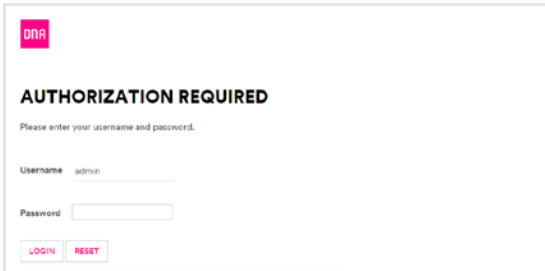 DNA
AUTHORIZATION REQUIRED
Please enter your username and password.
Username admin
Password
LOGIN RESET